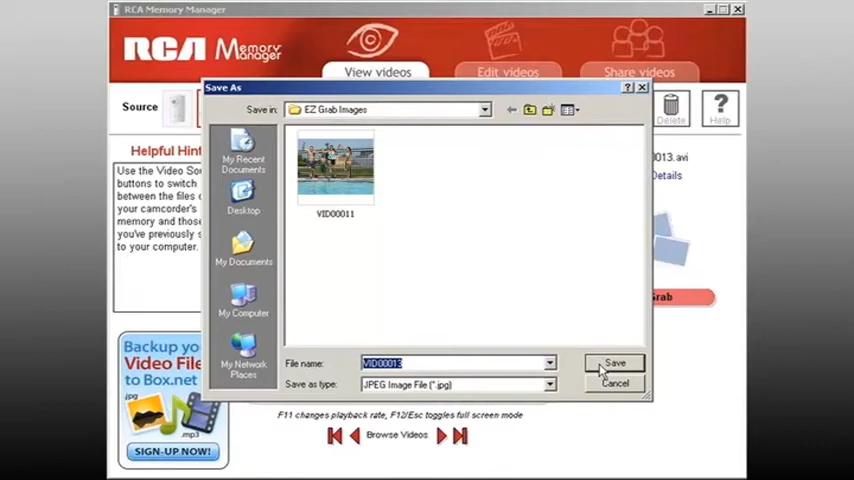 RCA Memory Manager
RCA Memory Manager
View videos
Edit videos
Share videos
Save As
Source
Save in:
EZ Grab Images
Delete
Help
Helpful Hin
Use the Video So
buttons to switch
between the files o
your camcorder's
memory and those
you've previously s
to your computer.
My Recent
Documents
Desktop
My Documents
My Computer
My Network
Places
VID00011
013.avi
Details
Grab
File name:
VID00013
Save
Save as type:
JPEG Image File (*.jpg)
Cancel
Backup yo
Video File
to Box.net
.jpg
.mp3
SIGN-UP NOW!
F11 changes playback rate, F12/Esc toggles full screen mode
Browse Videos